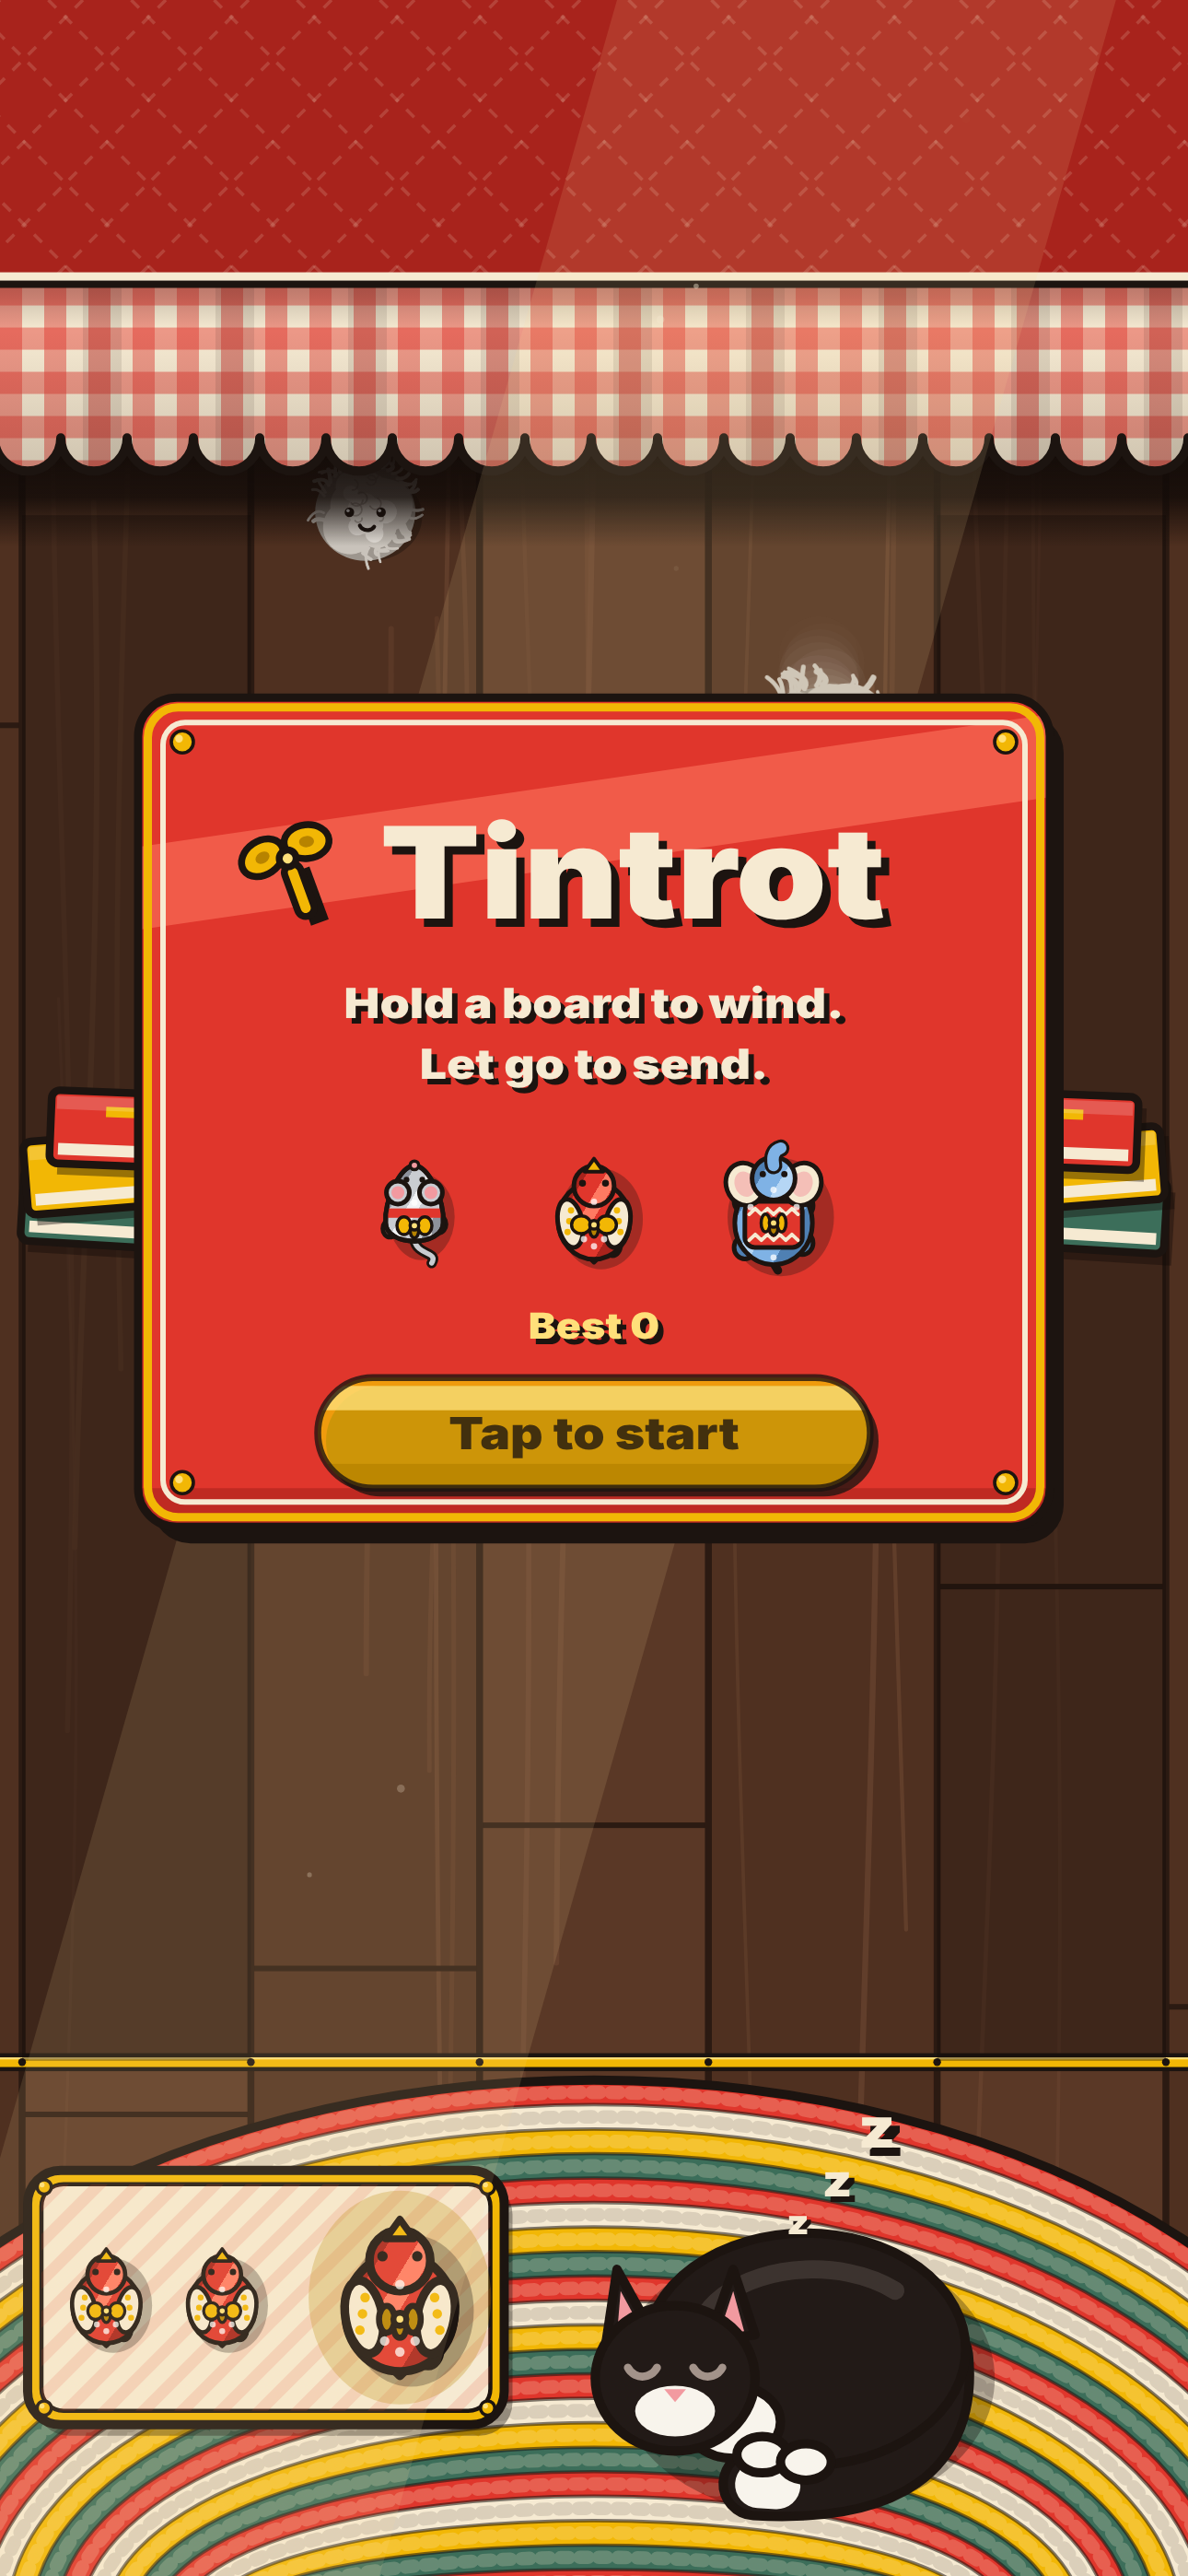 Tintrot
Hold a board to wind.
Let go to send.
Best 0
Tap to start
z
z
z